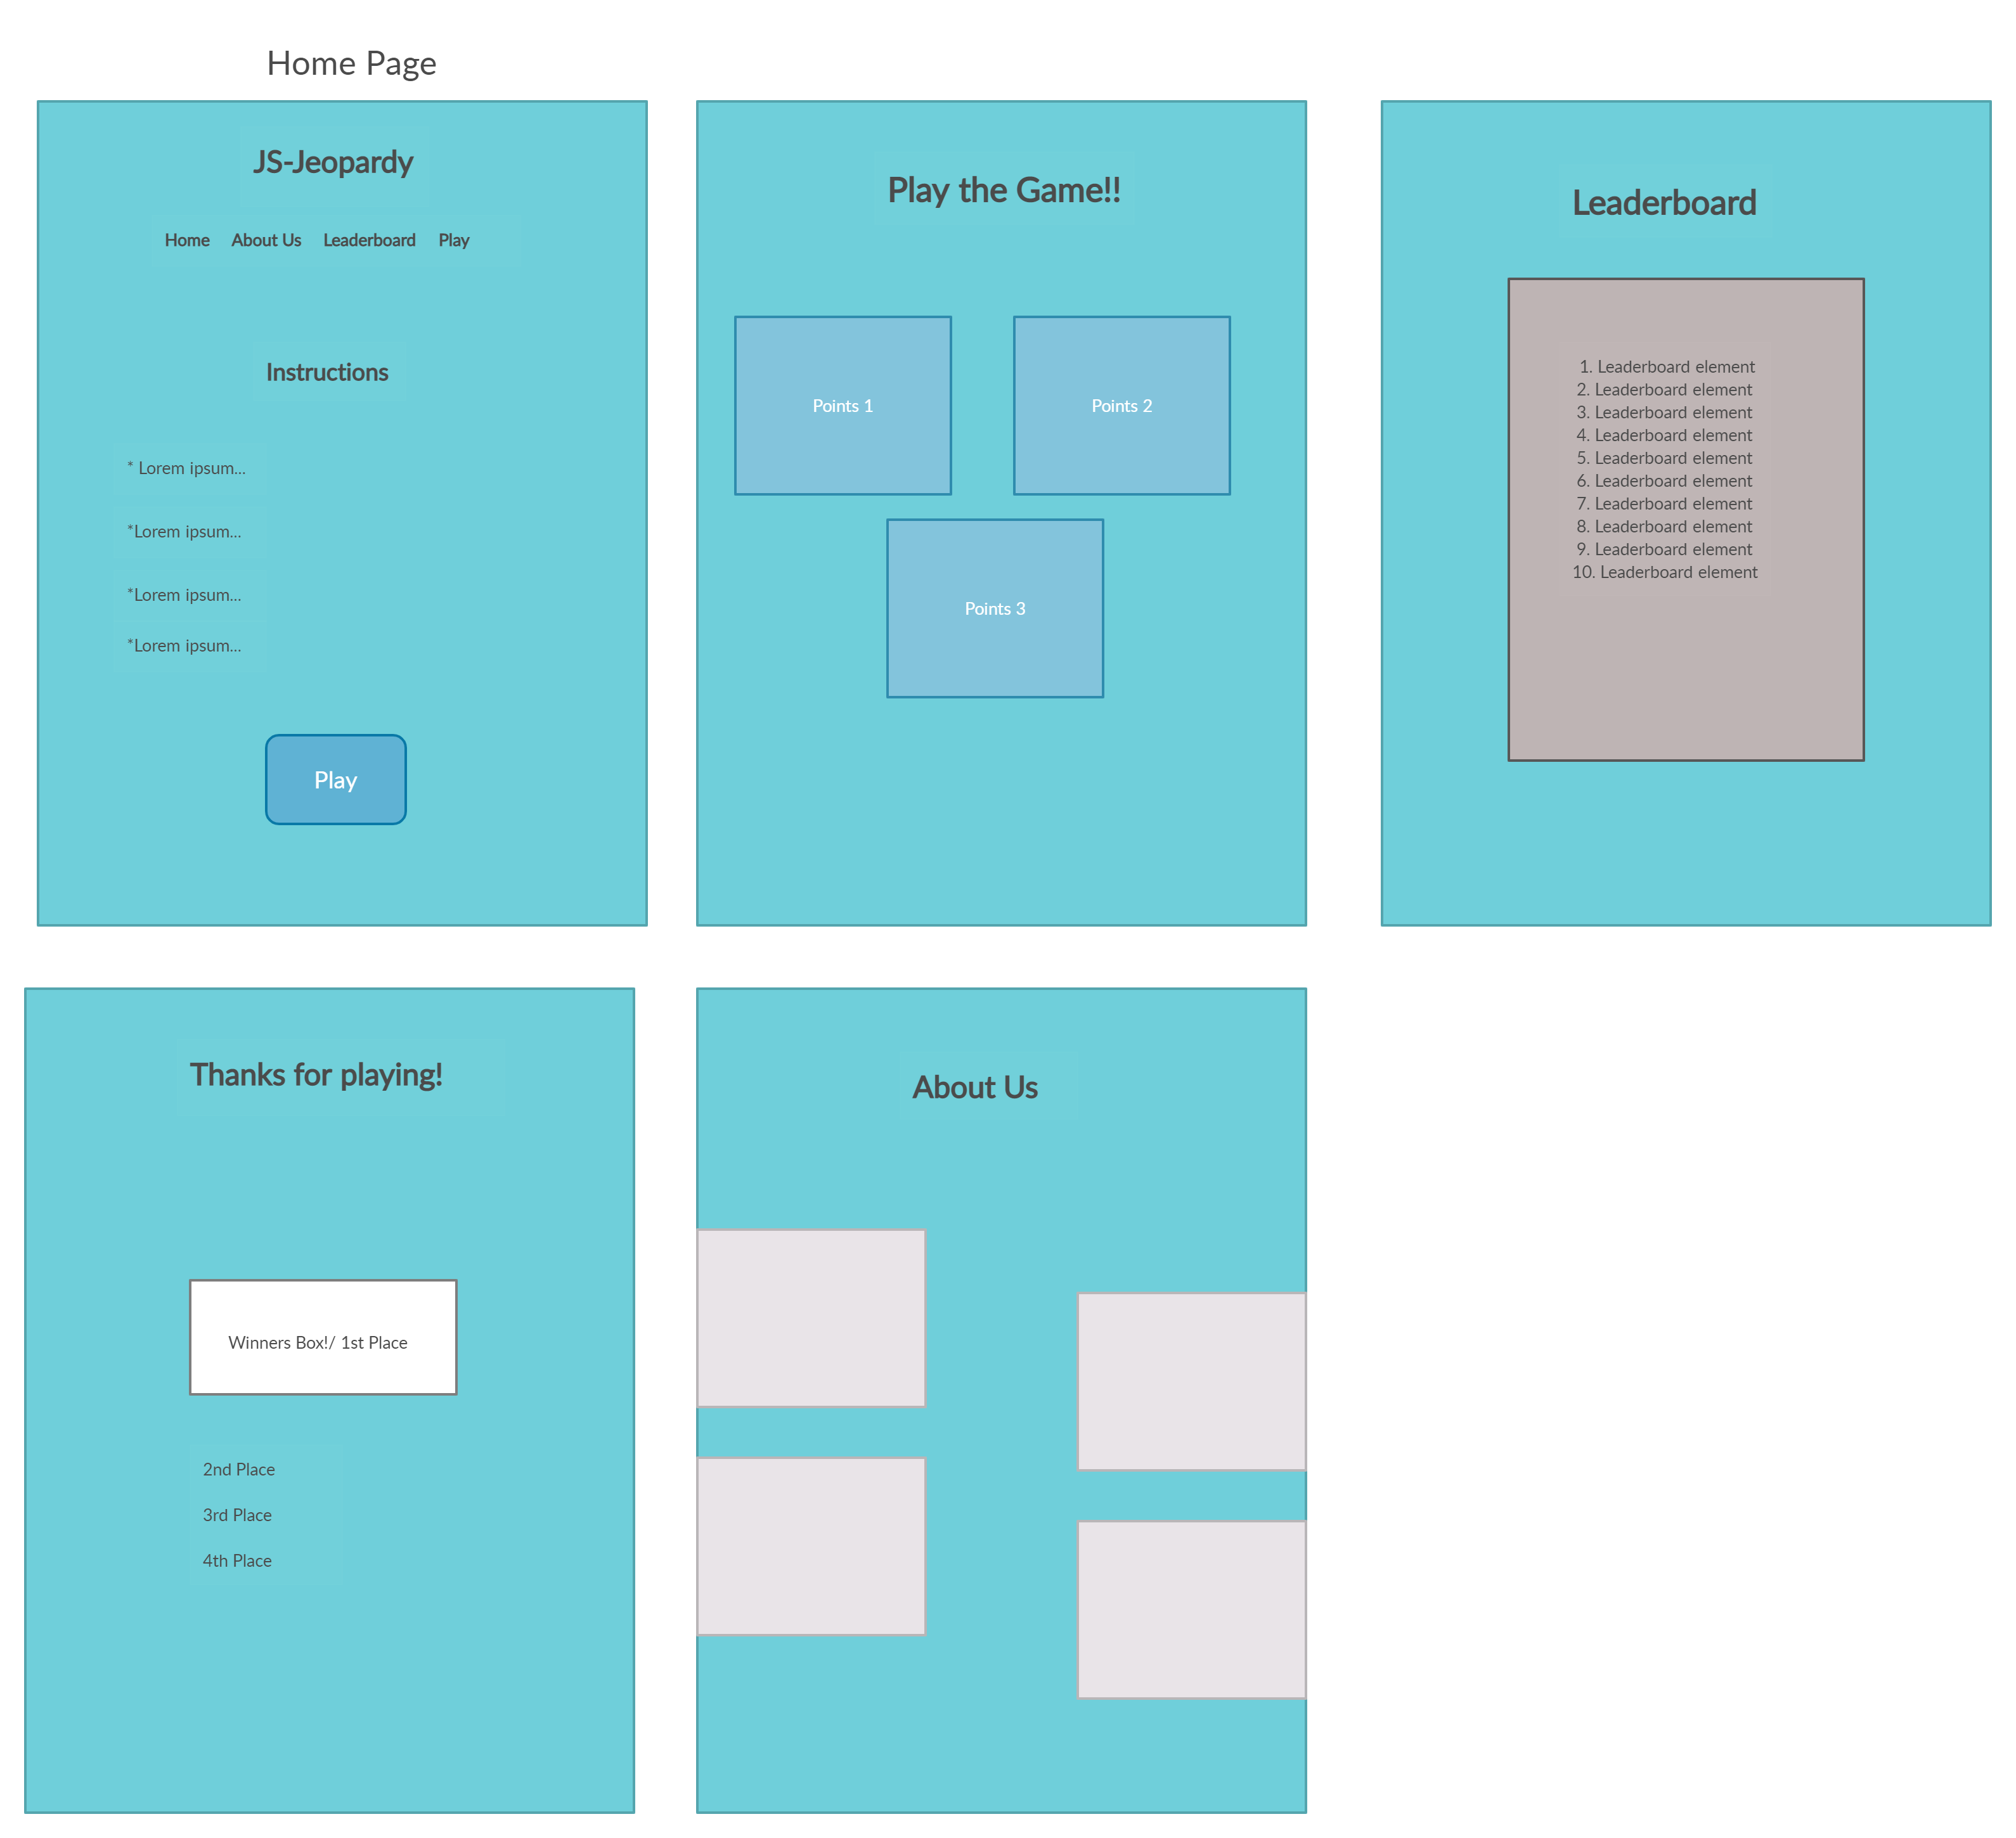 Home Page
JS-Jeopardy
Home About Us Leaderboard Play
Instructions
* Lorem ipsum...
*Lorem ipsum...
*Lorem ipsum...
*Lorem ipsum...
Play
Play the Game!!
Points 1
Points 2
Points 3
Leaderboard
1. Leaderboard element
2. Leaderboard element
3. Leaderboard element
4. Leaderboard element
5. Leaderboard element
6. Leaderboard element
7. Leaderboard element
8. Leaderboard element
9. Leaderboard element
10. Leaderboard element
Thanks for playing!
Winners Box!/ 1st Place
2nd Place
3rd Place
4th Place
About Us